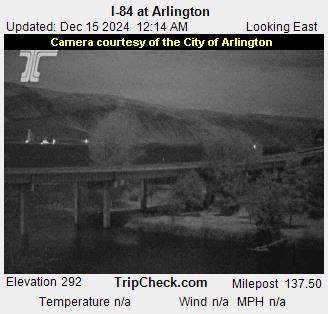 I-84 at Arlington
Updated: Dec 15 2024 12:14 AM Looking East
Camera courtesy of the City of Arlington
Elevation 292 TripCheck.com Milepost 137.50
Temperature n/a Wind n/a MPH n/a